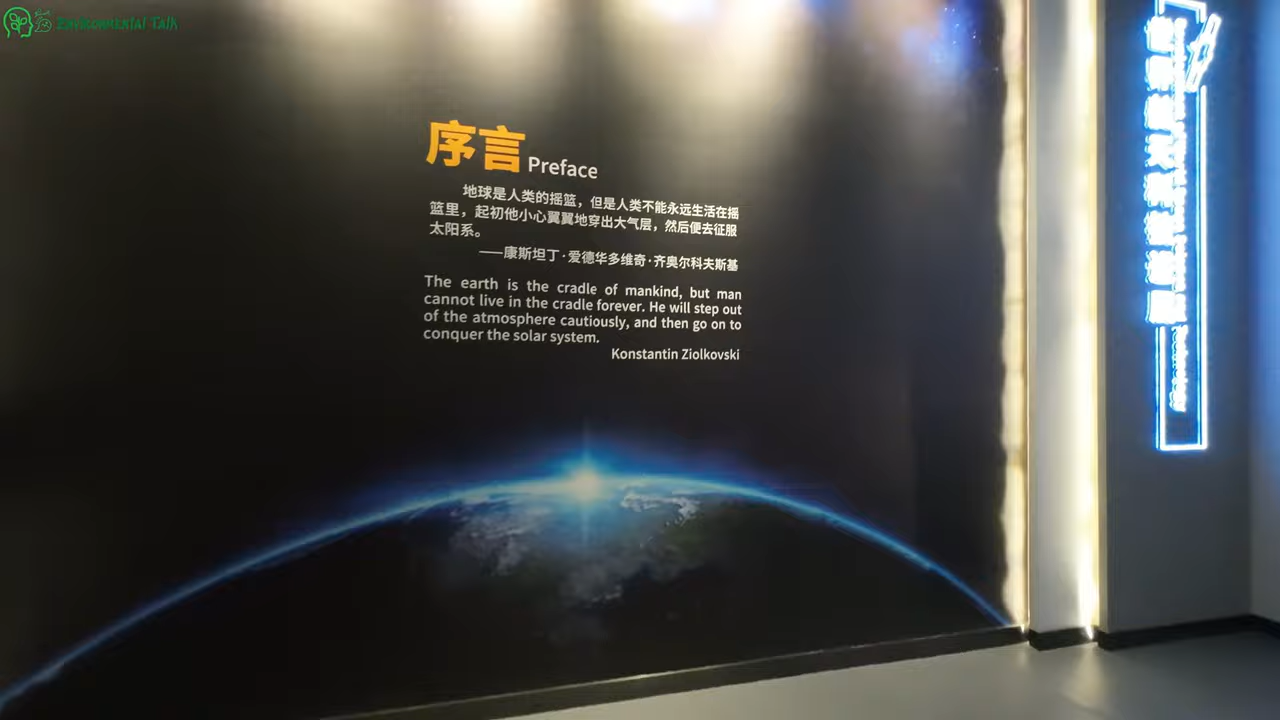 Environmental Talk
序言 Preface
地球是人类的摇篮，但是人类不能永远生活在摇
篮里，起初他小心翼翼地穿出大气层，然后便去征服
太阳系。
——康斯坦丁·爱德华多维奇·齐奥尔科夫斯基
The earth is the cradle of mankind, but man
cannot live in the cradle forever. He will step out
of the atmosphere cautiously, and then go on to
conquer the solar system.
Konstantin Ziolkovski
Technology